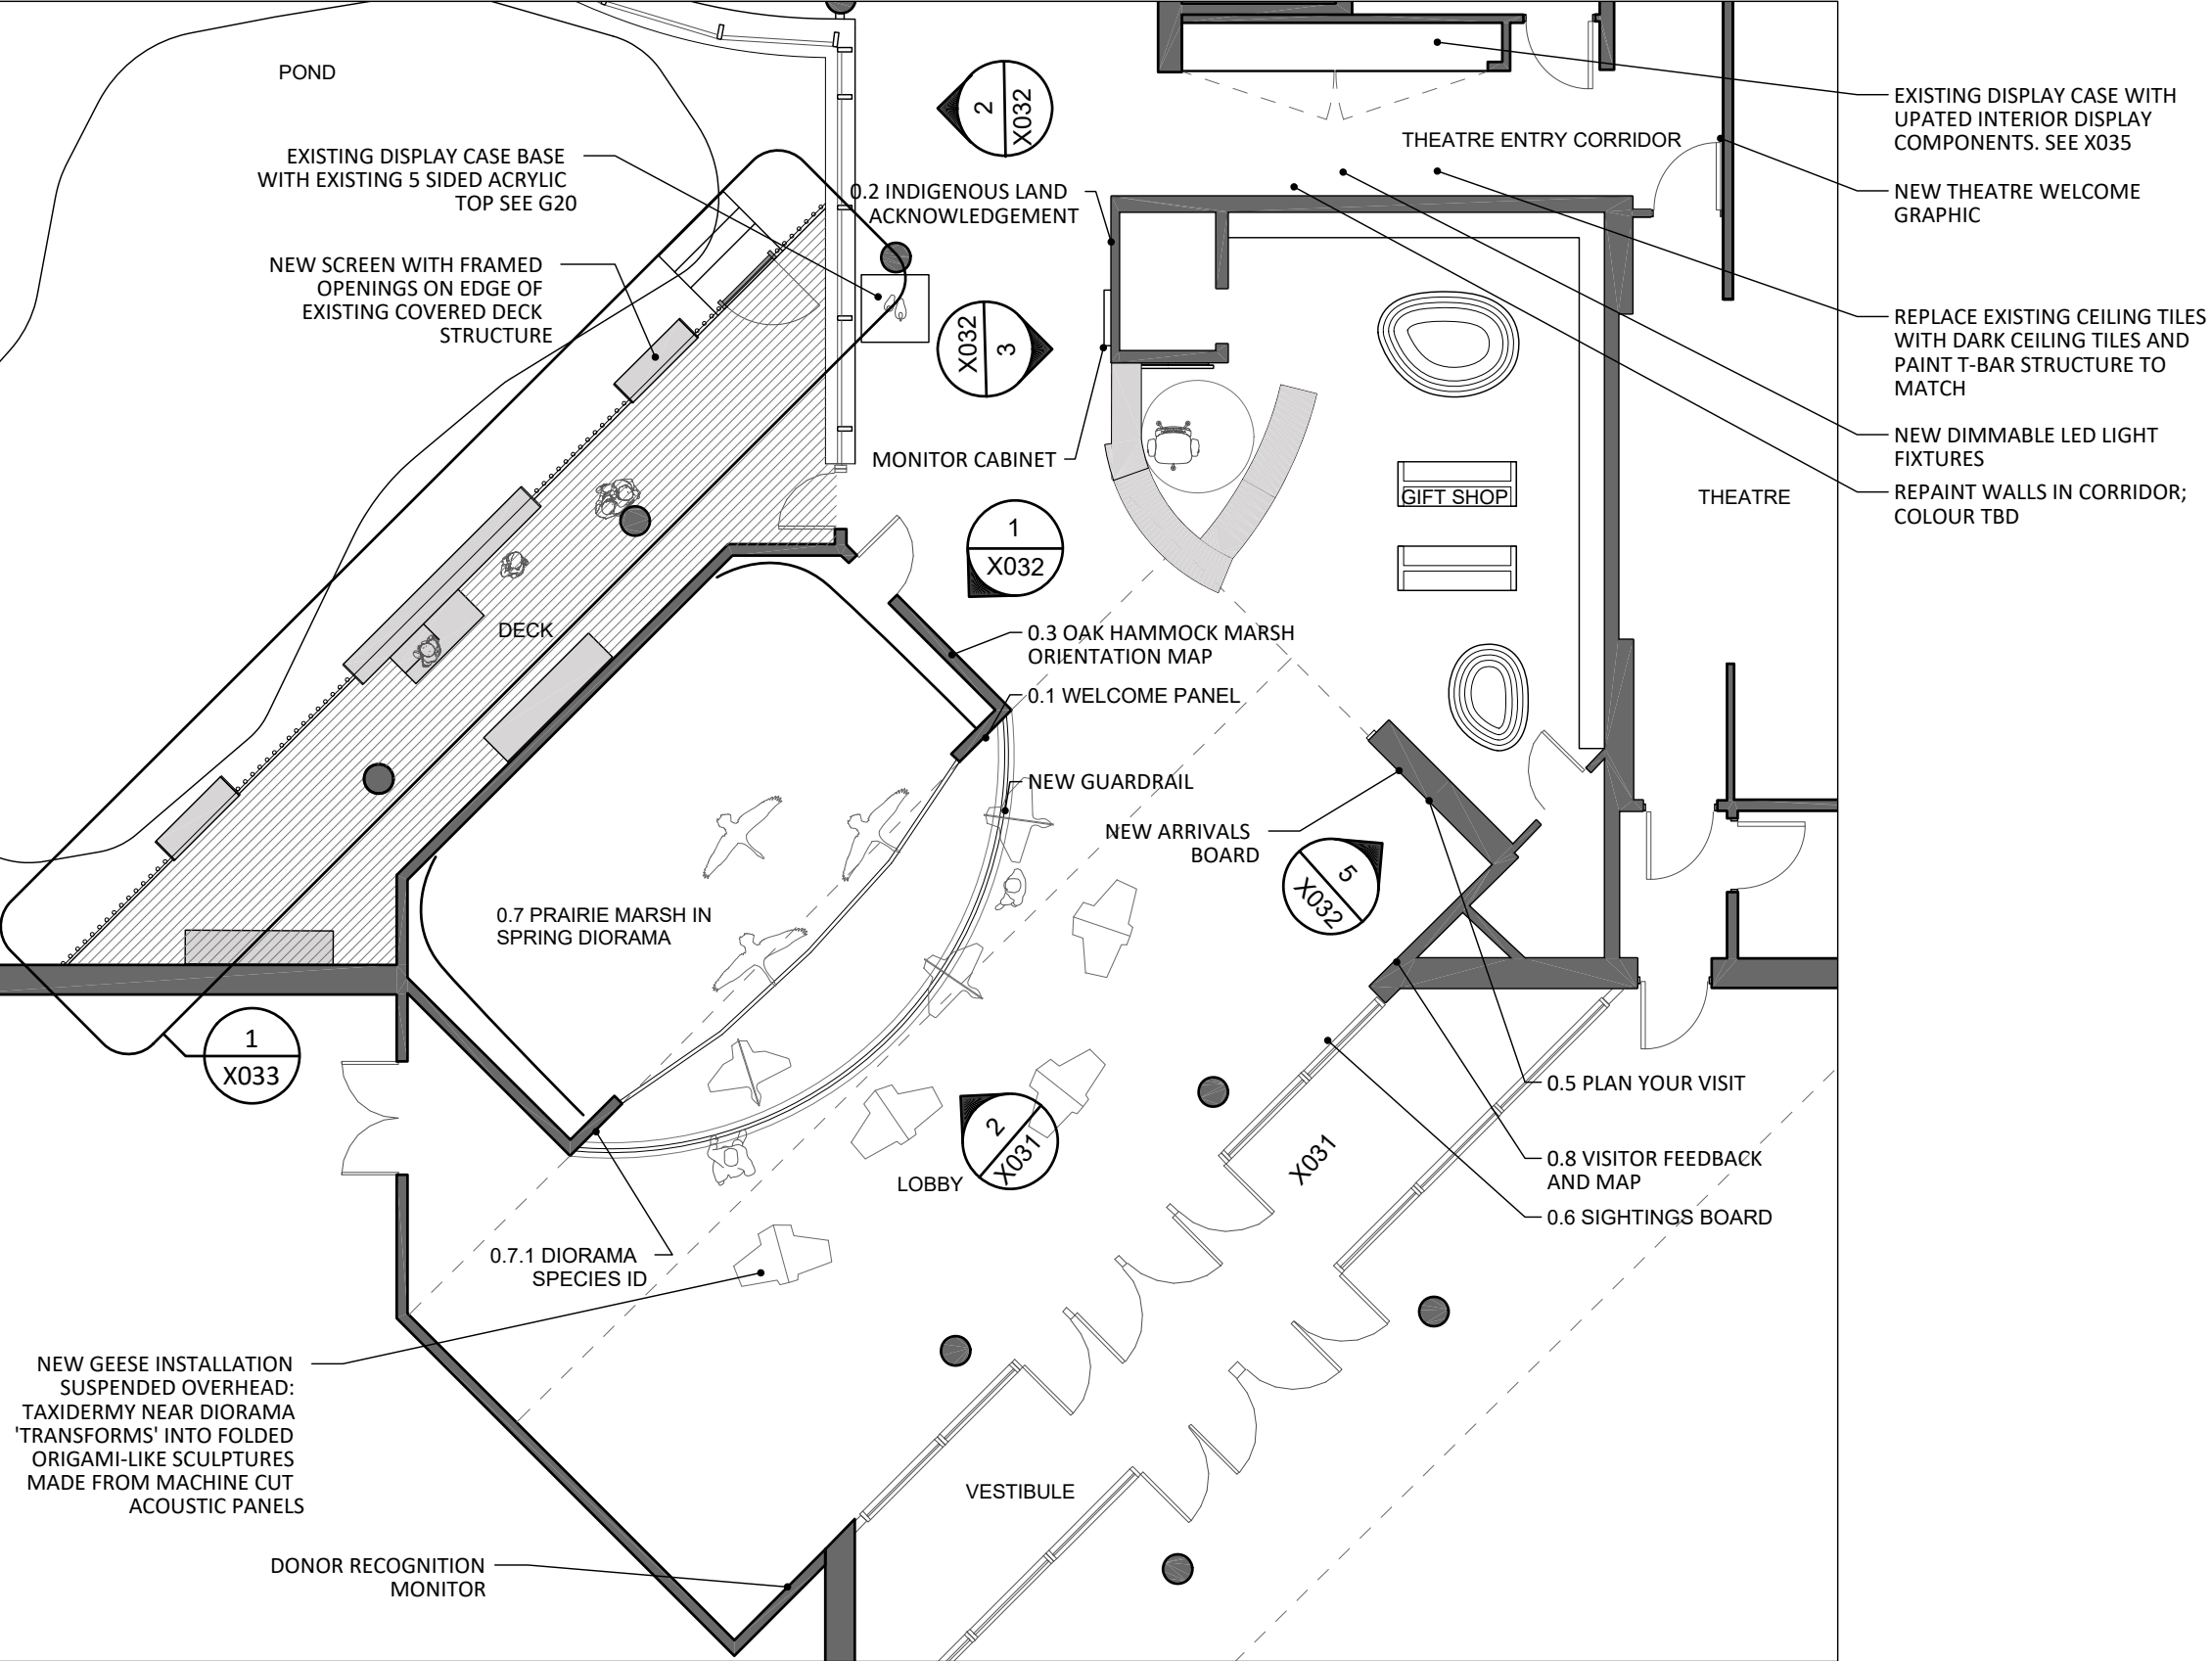 POND
EXISTING DISPLAY CASE BASE
WITH EXISTING 5 SIDED ACRYLIC
TOP SEE G20
NEW SCREEN WITH FRAMED
OPENINGS ON EDGE OF
EXISTING COVERED DECK
STRUCTURE
2
X032
0.2 INDIGENOUS LAND
ACKNOWLEDGEMENT
X032
3
MONITOR CABINET
1
X032
THEATRE ENTRY CORRIDOR
EXISTING DISPLAY CASE WITH
UPATED INTERIOR DISPLAY
COMPONENTS. SEE X035
NEW THEATRE WELCOME
GRAPHIC
REPLACE EXISTING CEILING TILES
WITH DARK CEILING TILES AND
PAINT T-BAR STRUCTURE TO
MATCH
NEW DIMMABLE LED LIGHT
FIXTURES
REPAINT WALLS IN CORRIDOR;
COLOUR TBD
GIFT SHOP
THEATRE
DECK
0.3 OAK HAMMOCK MARSH
ORIENTATION MAP
0.1 WELCOME PANEL
NEW GUARDRAIL
NEW ARRIVALS
BOARD
5
X032
0.7 PRAIRIE MARSH IN
SPRING DIORAMA
1
X033
2
X031
X031
LOBBY
0.5 PLAN YOUR VISIT
0.8 VISITOR FEEDBACK
AND MAP
0.6 SIGHTINGS BOARD
0.7.1 DIORAMA
SPECIES ID
NEW GEESE INSTALLATION
SUSPENDED OVERHEAD:
TAXIDERMY NEAR DIORAMA
'TRANSFORMS' INTO FOLDED
ORIGAMI-LIKE SCULPTURES
MADE FROM MACHINE CUT
ACOUSTIC PANELS
VESTIBULE
DONOR RECOGNITION
MONITOR